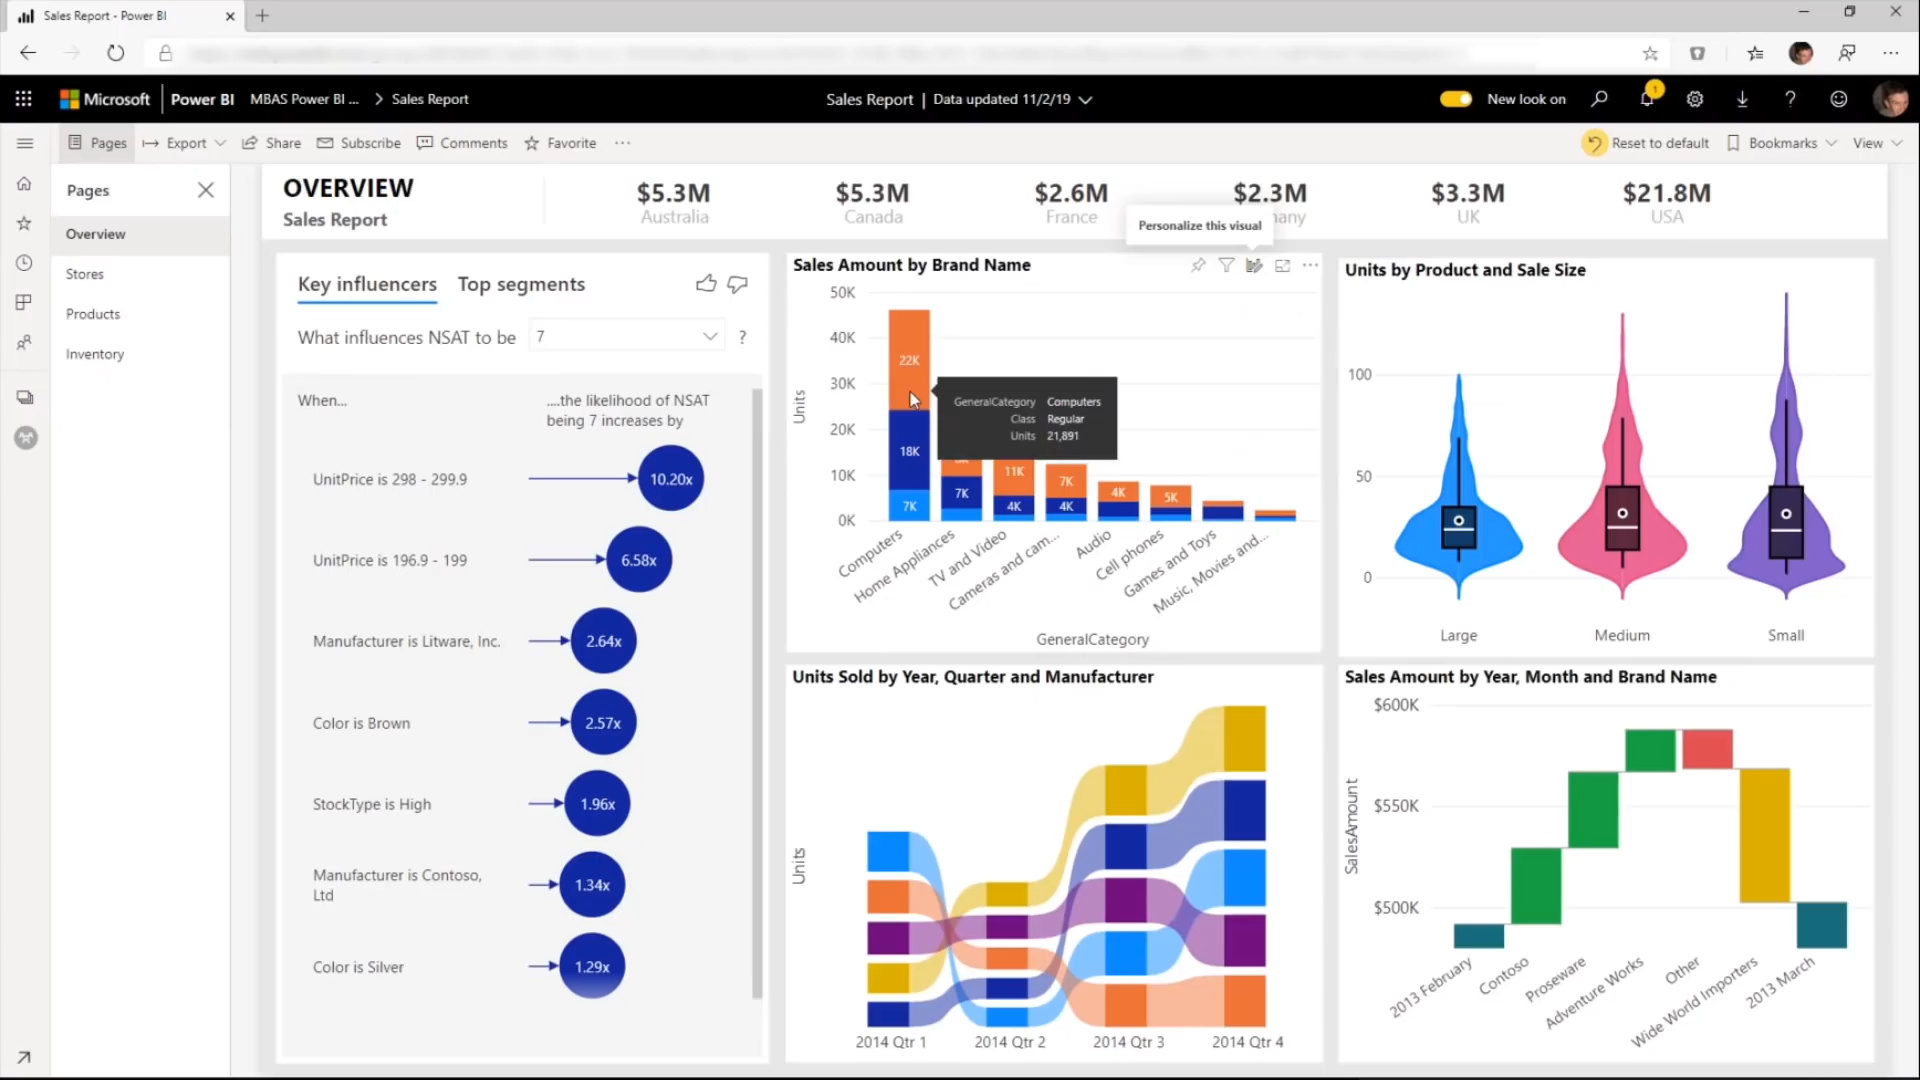 Sales Report - Power BI
Microsoft Power BI MBAS Power BI ... > Sales Report
Sales Report | Data updated 11/2/19
New look on
1
?
Pages
Export
Share
Subscribe
Comments
Favorite
...
Reset to default
Bookmarks
View
Pages
Overview
Stores
Products
Inventory
OVERVIEW
Sales Report
$5.3M
Australia
$5.3M
Canada
$2.6M
France
$2.3M
any
$3.3M
UK
$21.8M
USA
Personalize this visual
Key influencers
Top segments
What influences NSAT to be
7
?
When...
....the likelihood of NSAT
being 7 increases by
UnitPrice is 298 - 299.9
10.20x
UnitPrice is 196.9 - 199
6.58x
Manufacturer is Litware, Inc.
2.64x
Color is Brown
2.57x
StockType is High
1.96x
Manufacturer is Contoso,
Ltd
1.34x
Color is Silver
1.29x
Sales Amount by Brand Name
50K
40K
30K
20K
10K
0K
Units
22K
18K
7K
7K
11K
4K
7K
4K
4K
5K
GeneralCategory Computers
Class Regular
Units 21,891
Computers
Home Appliances
TV and Video
Cameras and cam...
Audio
Cell phones
Games and Toys
Music, Movies and...
GeneralCategory
Units by Product and Sale Size
100
50
0
Large
Medium
Small
Units Sold by Year, Quarter and Manufacturer
Units
2014 Qtr 1
2014 Qtr 2
2014 Qtr 3
2014 Qtr 4
Sales Amount by Year, Month and Brand Name
$600K
$550K
$500K
SalesAmount
2013 February
Contoso
Proseware
Adventure Works
Other
Wide World Importers
2013 March